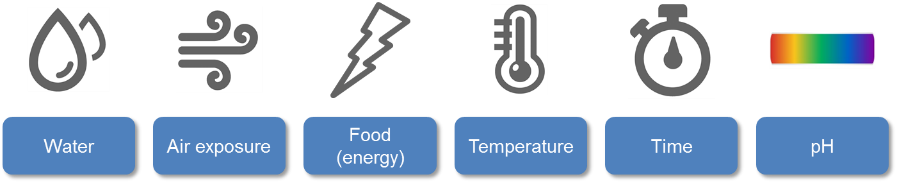 Water
Air exposure
Food
(energy)
Temperature
Time
pH